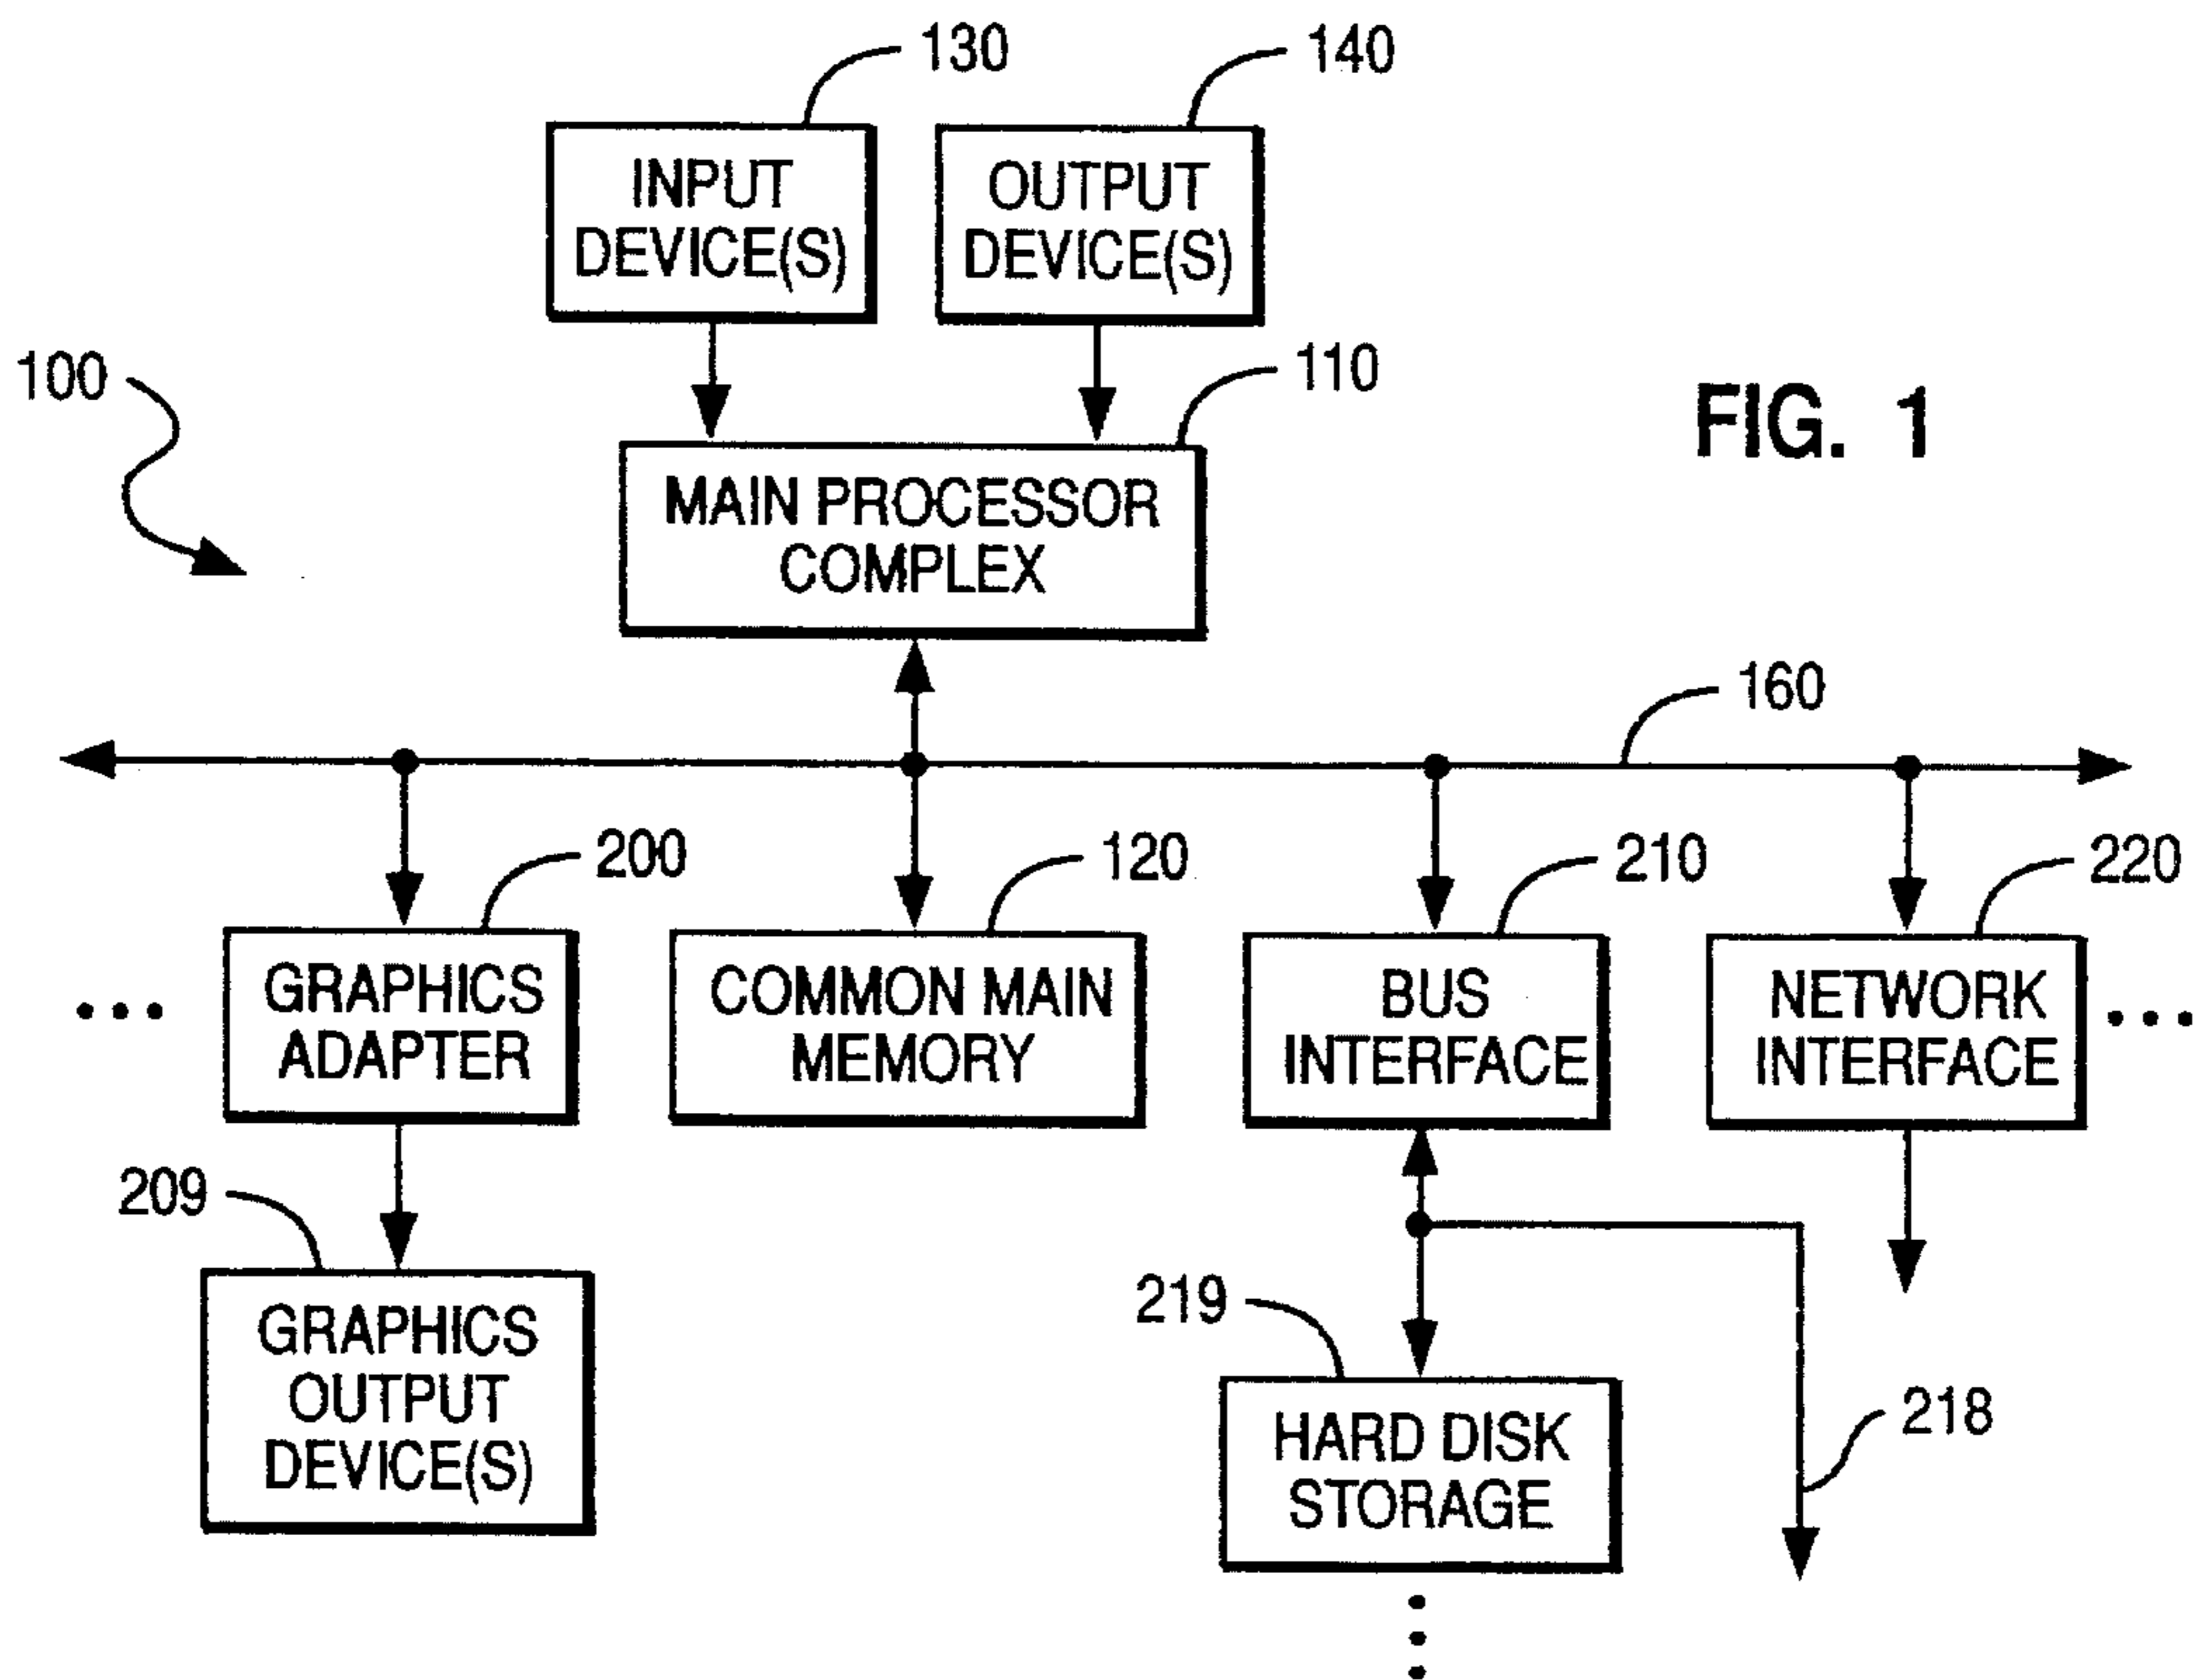 130
140
INPUT
DEVICE(S)
OUTPUT
DEVICE(S)
100
110
FIG. 1
MAIN PROCESSOR
COMPLEX
160
200
120
210
220
GRAPHICS
ADAPTER
COMMON MAIN
MEMORY
BUS
INTERFACE
NETWORK
INTERFACE
209
GRAPHICS
OUTPUT
DEVICE(S)
219
HARD DISK
STORAGE
218